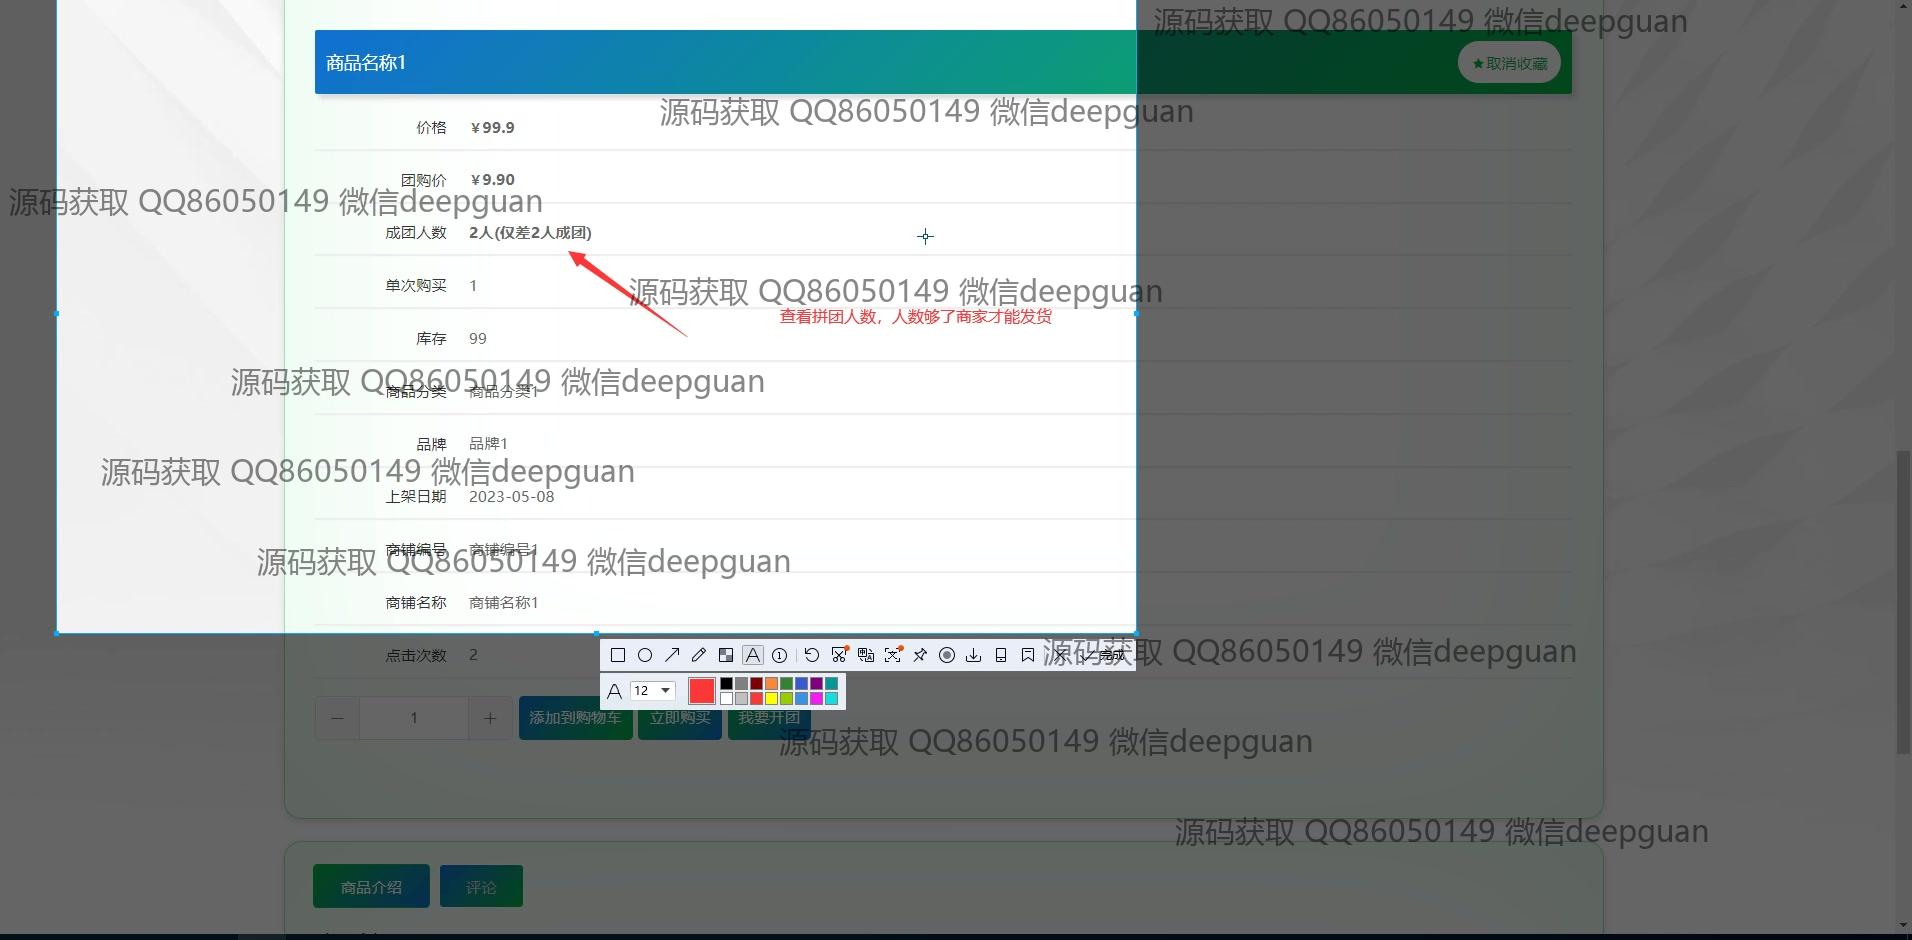 源码获取 QQ86050149 微信deepguan
商品名称1
★取消收藏
源码获取 QQ86050149 微信deepguan
价格 ￥99.9
团购价 ￥9.90
源码获取 QQ86050149 微信deepguan
成团人数 2人(仅差2人成团)
单次购买 1
源码获取 QQ86050149 微信deepguan
查看拼团人数，人数够了商家才能发货
库存 99
源码获取 QQ86050149 微信deepguan
商品分类 商品分类1
品牌 品牌1
源码获取 QQ86050149 微信deepguan
上架日期 2023-05-08
商铺编号 商铺编号1
源码获取 QQ86050149 微信deepguan
商铺名称 商铺名称1
点击次数 2
A 1 完成
源码获取 QQ86050149 微信deepguan
A 12
1 添加到购物车 立即购买 我要开团
源码获取 QQ86050149 微信deepguan
源码获取 QQ86050149 微信deepguan
商品介绍 评论